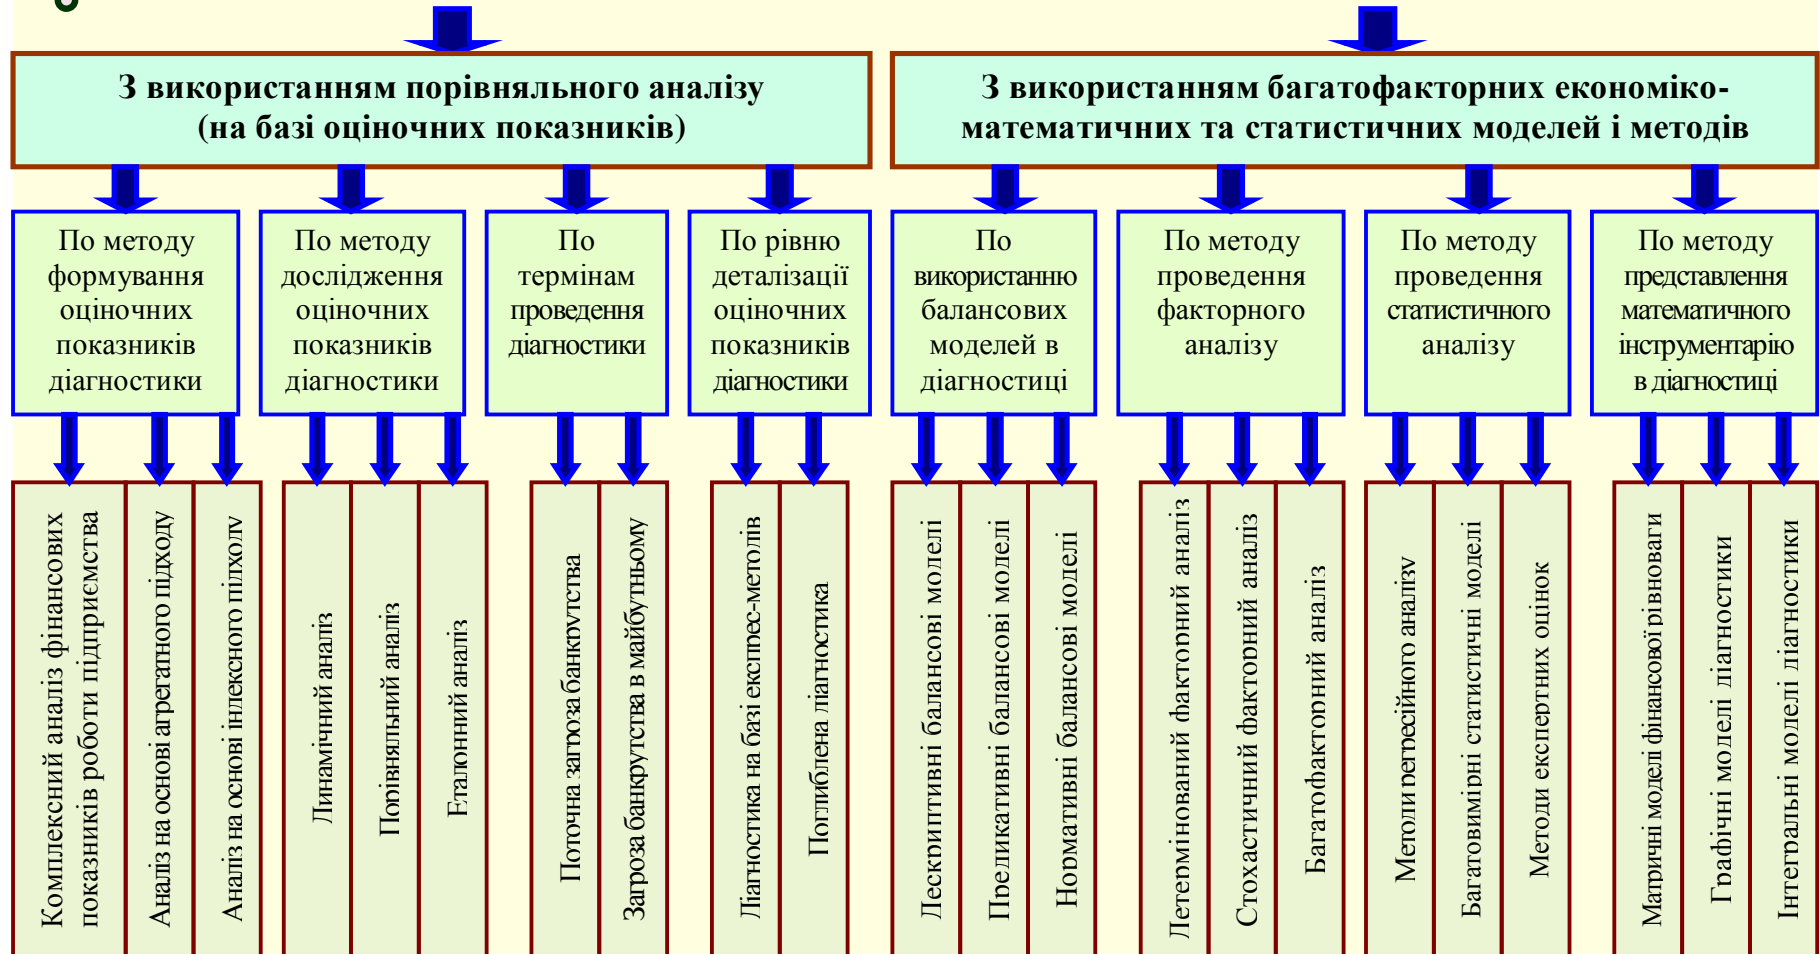 З використанням порівняльного аналізу
(на базі оціночних показників)
З використанням багатофакторних економіко-
математичних та статистичних моделей і методів
По методу
формування
оціночних
показників
діагностики
По методу
дослідження
оціночних
показників
діагностики
По
термінам
проведення
діагностики
По рівню
деталізації
оціночних
показників
діагностики
По
використанню
балансових
моделей в
діагностиці
По методу
проведення
факторного
аналізу
По методу
проведення
статистичного
аналізу
По методу
представлення
математичного
інструментарію
в діагностиці
Комплексний аналіз фінансових
показників роботи підприємства
Аналіз на основі агрегатного підходу
Аналіз на основі індексного підходу
Динамічний аналіз
Порівняльний аналіз
Еталонний аналіз
Поточна загроза банкрутства
Загроза банкрутства в майбутньому
Діагностика на базі експрес-методів
Поглиблена діагностика
Дескриптивні балансові моделі
Предикативні балансові моделі
Нормативні балансові моделі
Детермінований факторний аналіз
Стохастичний факторний аналіз
Багатофакторний аналіз
Методи регресійного аналізу
Багатовимірні статистичні моделі
Методи експертних оцінок
Матричні моделі фінансової рівноваги
Графічні моделі діагностики
Інтегральні моделі діагностики